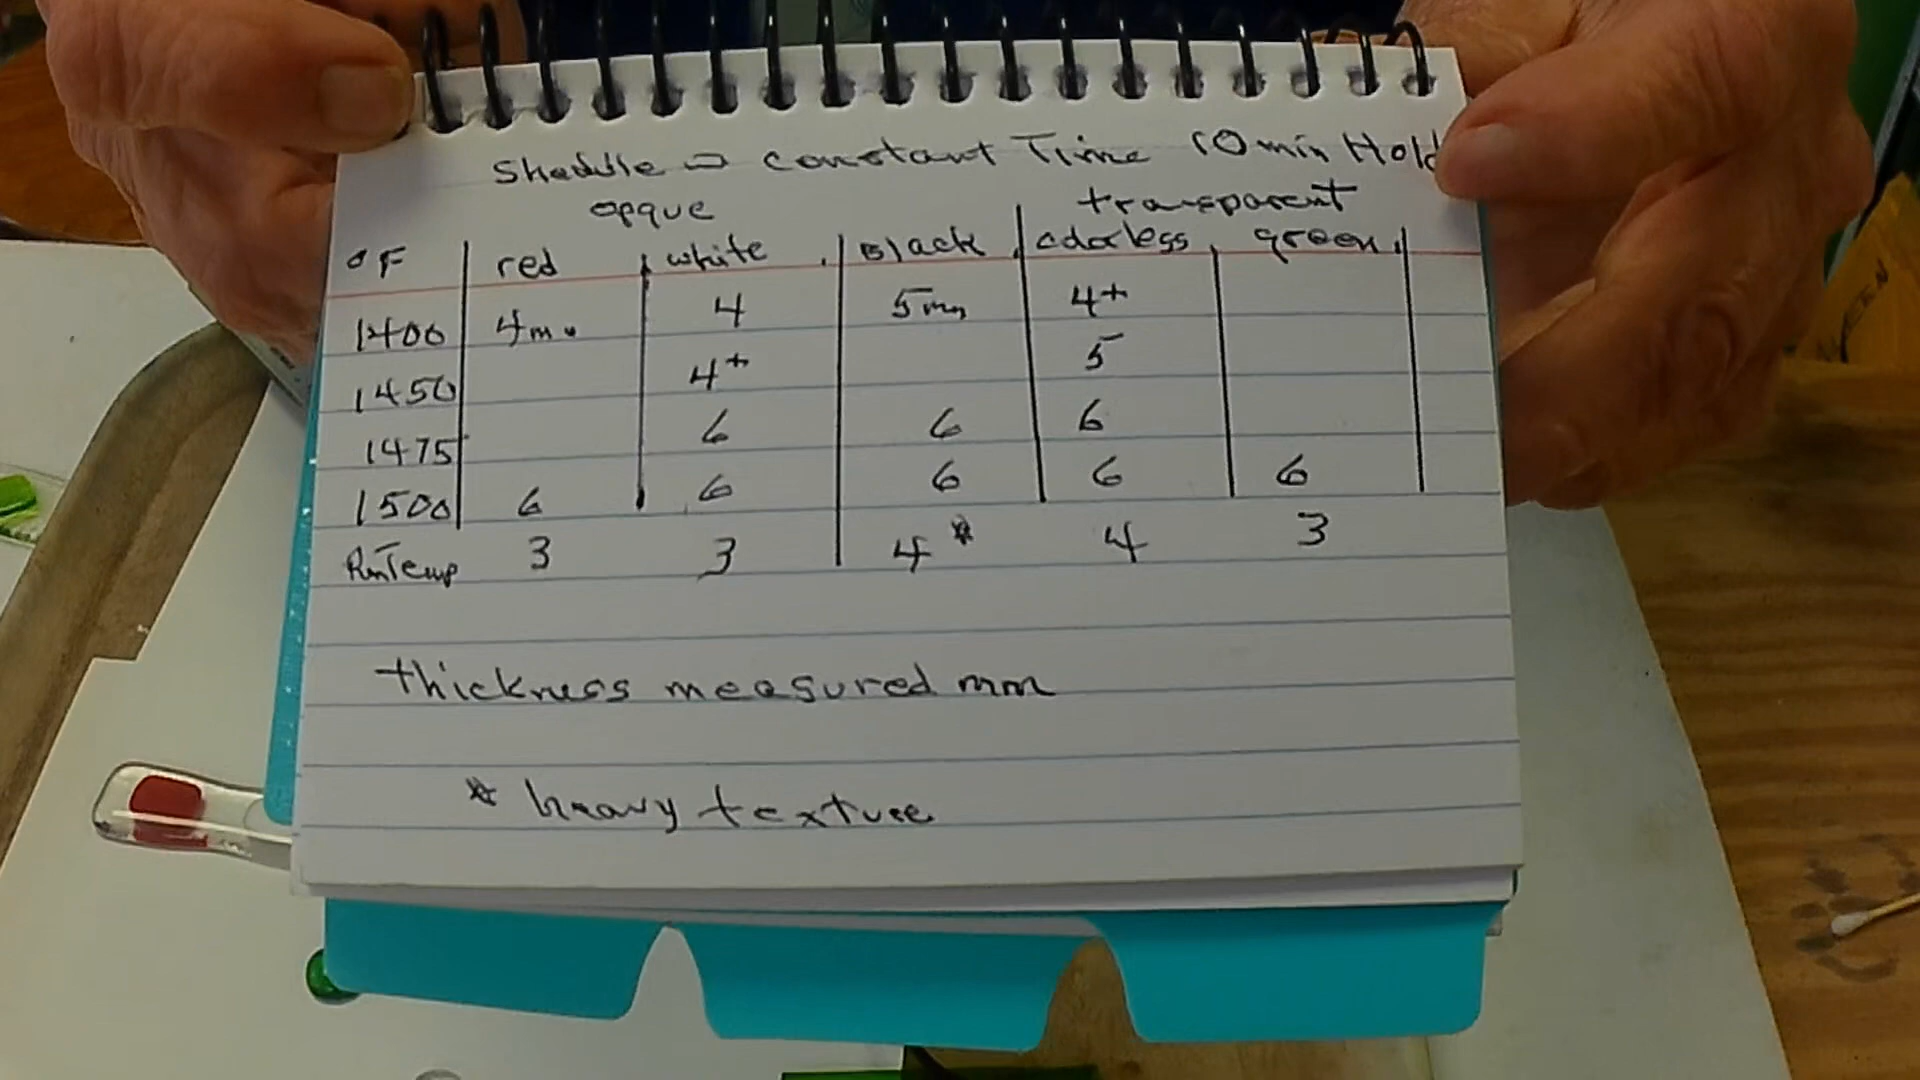 Shedule → constant Time 10 min Hold
opque transparent
°F red white Black colorless green
1400 4mm 4 5mm 4+
1450 4+ 5
1475 6 6 6
1500 6 6 6 6 6
RmTemp 3 3 4* 4 3
thickness measured mm
* heavy texture